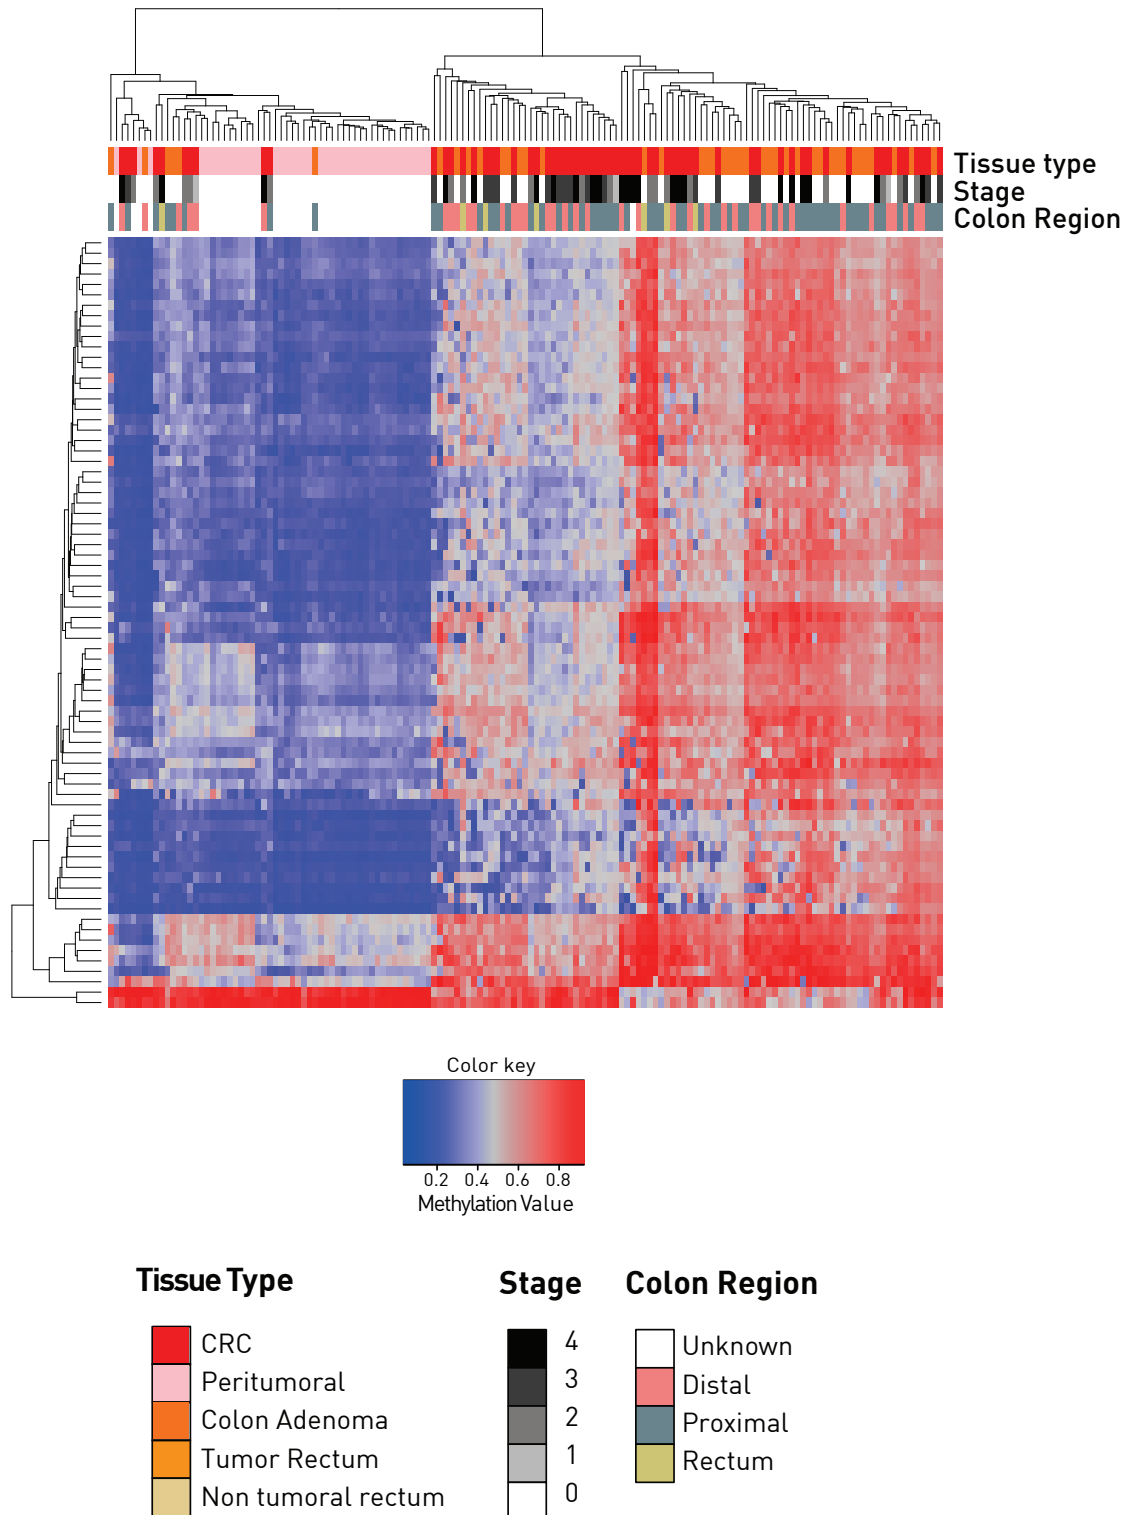 Tissue type
Stage
Colon Region
Color key
0.2 0.4 0.6 0.8
Methylation Value
Tissue Type
CRC
Peritumoral
Colon Adenoma
Tumor Rectum
Non tumoral rectum
Stage
4
3
2
1
0
Colon Region
Unknown
Distal
Proximal
Rectum